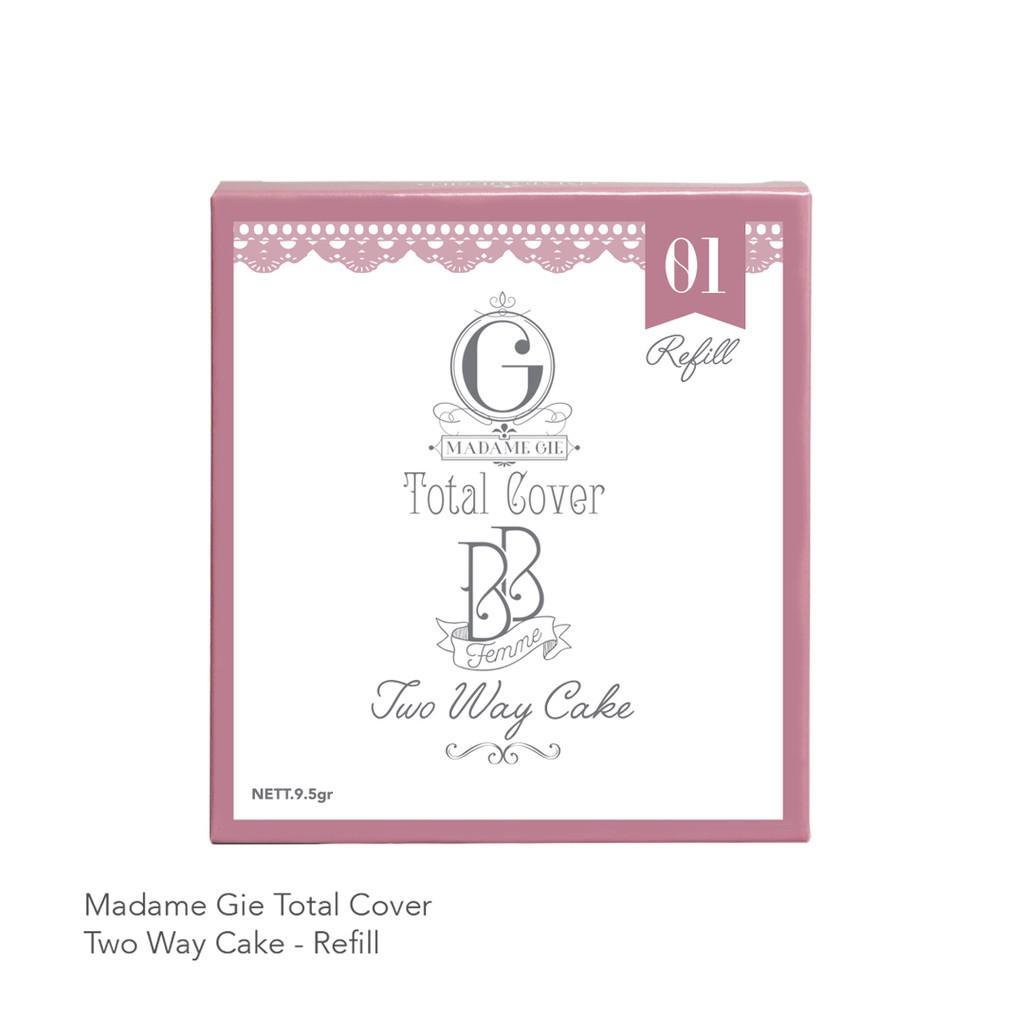 01
Refill
G
MADAME GIE
Total Cover
BB
Femme
Two Way Cake
NETT.9.5gr
Madame Gie Total Cover
Two Way Cake - Refill